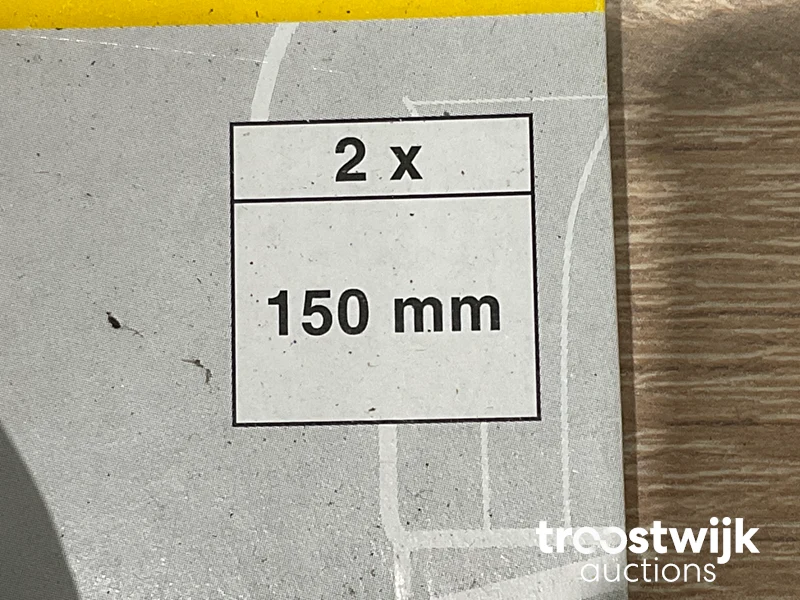 2 x
150 mm
troostwijk
auctions